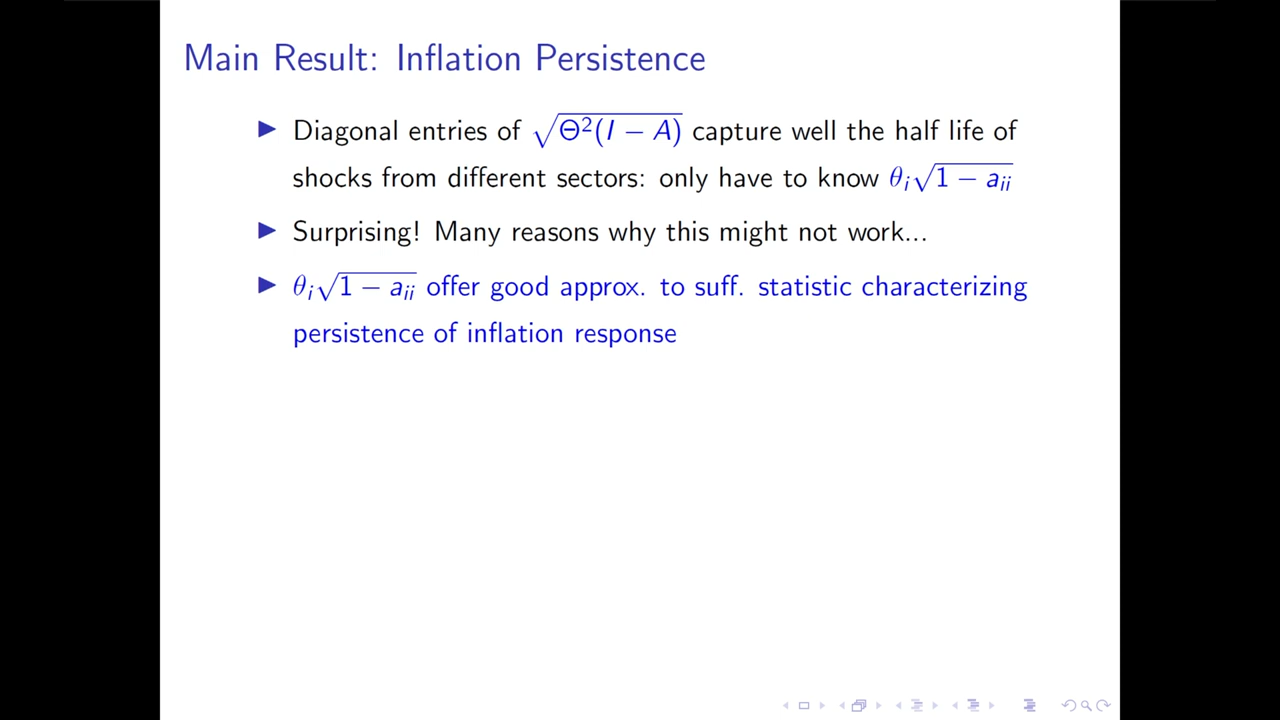 Main Result: Inflation Persistence
▶ Diagonal entries of √Θ²(I − A) capture well the half life of
shocks from different sectors: only have to know θᵢ√1 − aᵢᵢ
▶ Surprising! Many reasons why this might not work...
▶ θᵢ√1 − aᵢᵢ offer good approx. to suff. statistic characterizing
persistence of inflation response